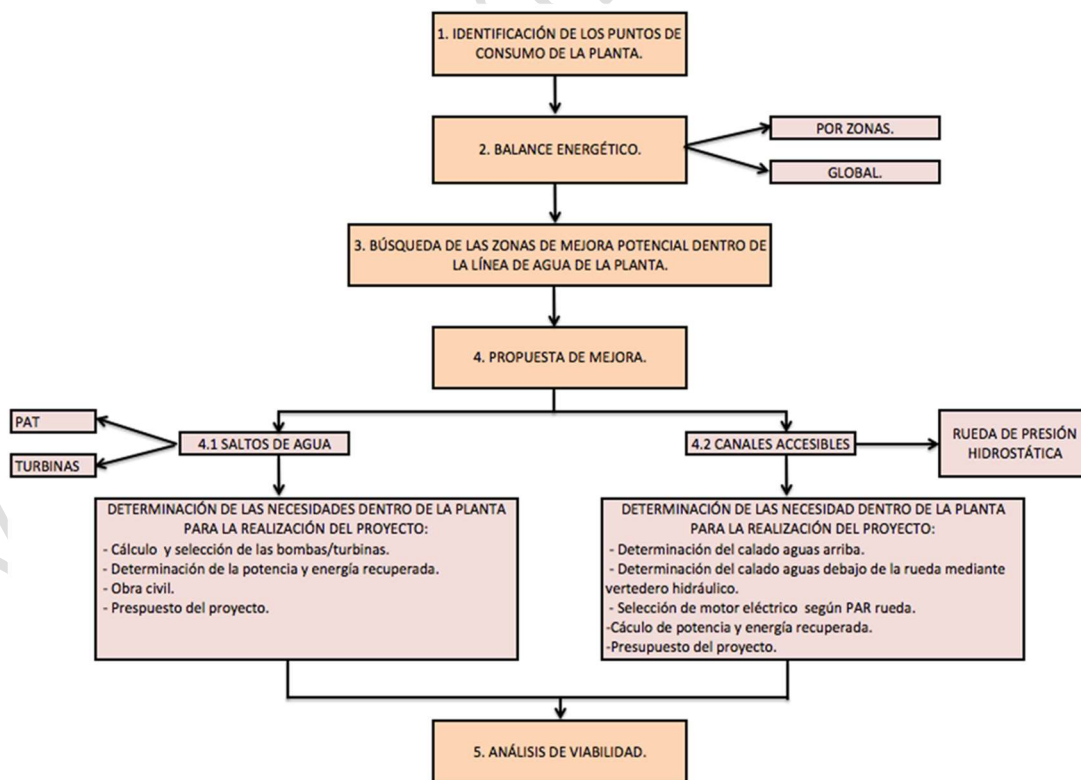 1. IDENTIFICACIÓN DE LOS PUNTOS DE
CONSUMO DE LA PLANTA.
2. BALANCE ENERGÉTICO.
POR ZONAS.
GLOBAL.
3. BÚSQUEDA DE LAS ZONAS DE MEJORA POTENCIAL DENTRO DE
LA LÍNEA DE AGUA DE LA PLANTA.
4. PROPUESTA DE MEJORA.
PAT
TURBINAS
4.1 SALTOS DE AGUA
4.2 CANALES ACCESIBLES
RUEDA DE PRESIÓN
HIDROSTÁTICA
DETERMINACIÓN DE LAS NECESIDADES DENTRO DE LA PLANTA
PARA LA REALIZACIÓN DEL PROYECTO:
- Cálculo y selección de las bombas/turbinas.
- Determinación de la potencia y energía recuperada.
- Obra civil.
- Prespuesto del proyecto.
DETERMINACIÓN DE LAS NECESIDAD DENTRO DE LA PLANTA
PARA LA REALIZACIÓN DEL PROYECTO:
- Determinación del calado aguas arriba.
- Determinación del calado aguas debajo de la rueda mediante
vertedero hidráulico.
- Selección de motor eléctrico según PAR rueda.
-Cáculo de potencia y energía recuperada.
-Presupuesto del proyecto.
5. ANÁLISIS DE VIABILIDAD.